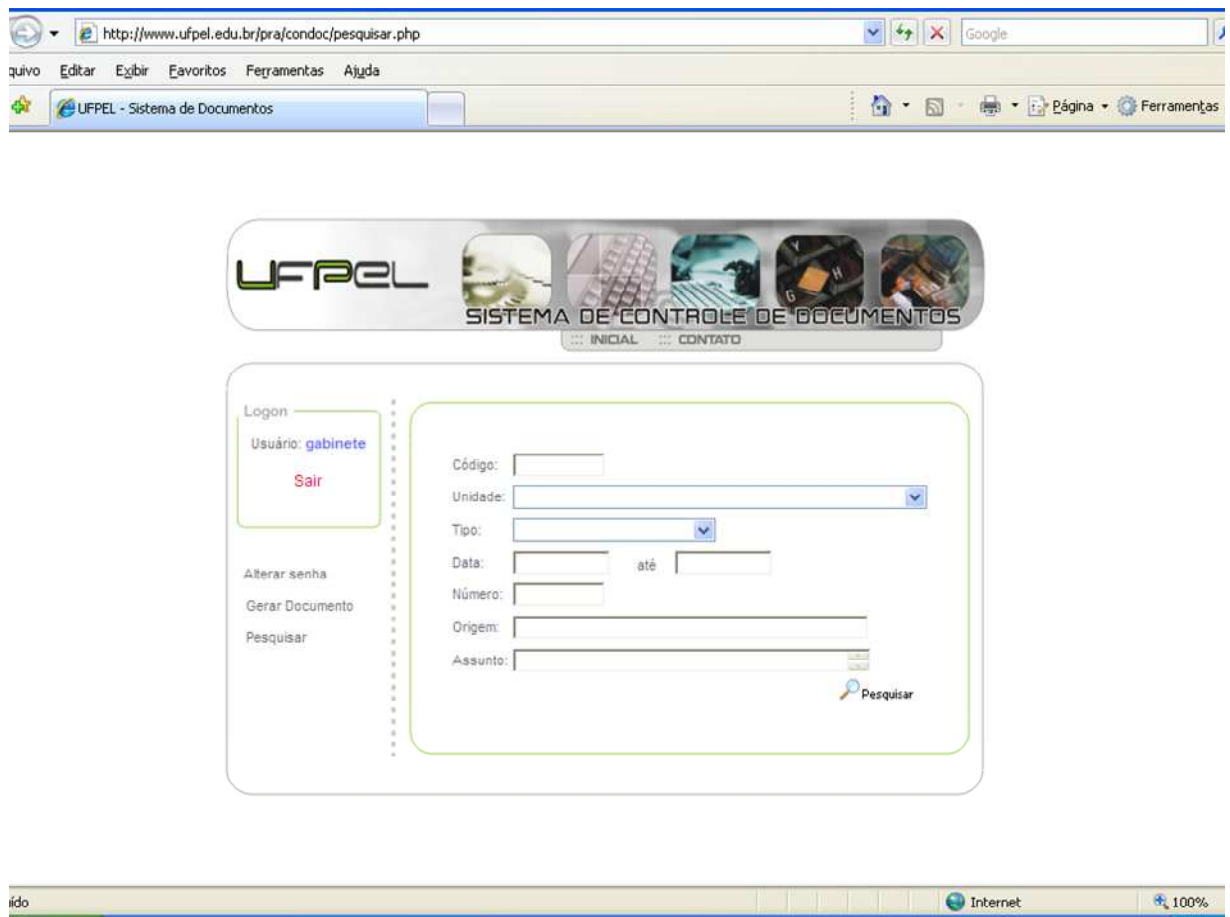 http://www.ufpel.edu.br/pra/condoc/pesquisar.php
Google
quivo Editar Exibir Favoritos Ferramentas Ajuda
UFPEL - Sistema de Documentos
Página Ferramentas
UFPEL
SISTEMA DE CONTROLE DE DOCUMENTOS
::: INICIAL ::: CONTATO
Logon
Usuário: gabinete
Sair
Alterar senha
Gerar Documento
Pesquisar
Código:
Unidade:
Tipo:
Data: até
Número:
Origem:
Assunto:
Pesquisar
ído
Internet
100%